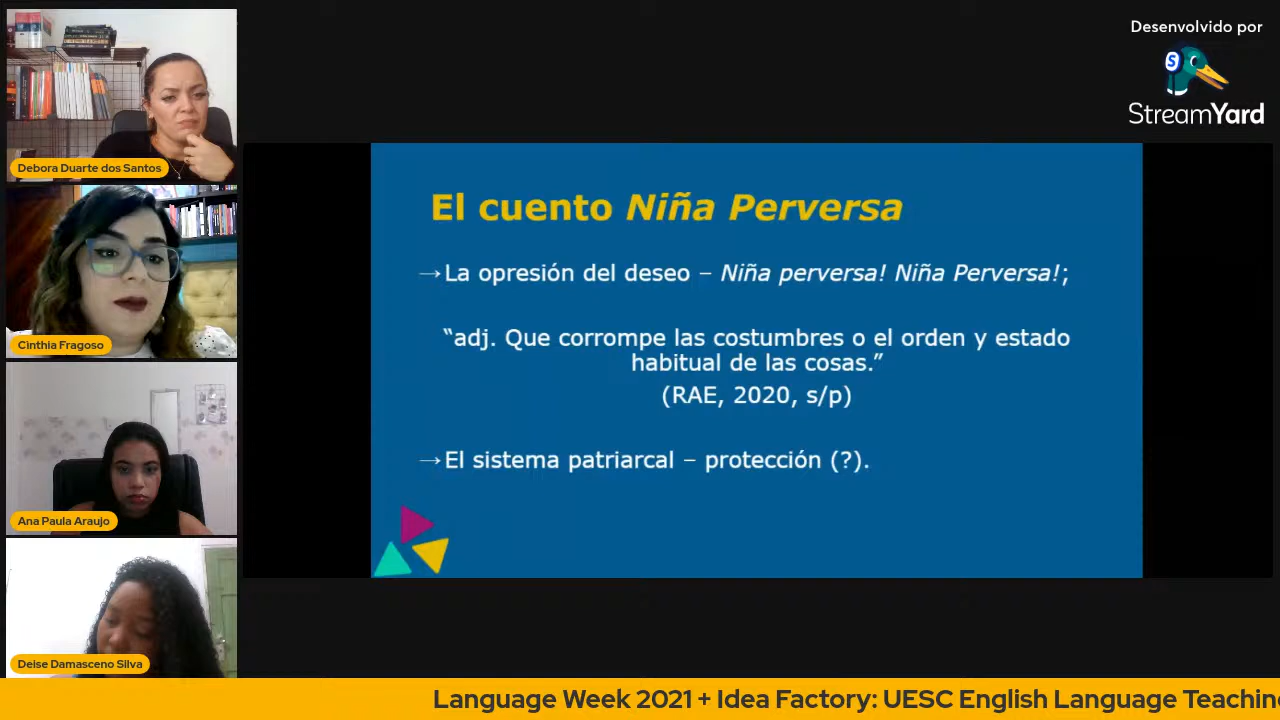 Desenvolvido por
S
StreamYard
Debora Duarte dos Santos
Cinthia Fragoso
Ana Paula Araujo
Deise Damasceno Silva
El cuento Niña Perversa
→La opresión del deseo – Niña perversa! Niña Perversa!;
“adj. Que corrompe las costumbres o el orden y estado
habitual de las cosas.”
(RAE, 2020, s/p)
→El sistema patriarcal – protección (?).
Language Week 2021 + Idea Factory: UESC English Language Teaching